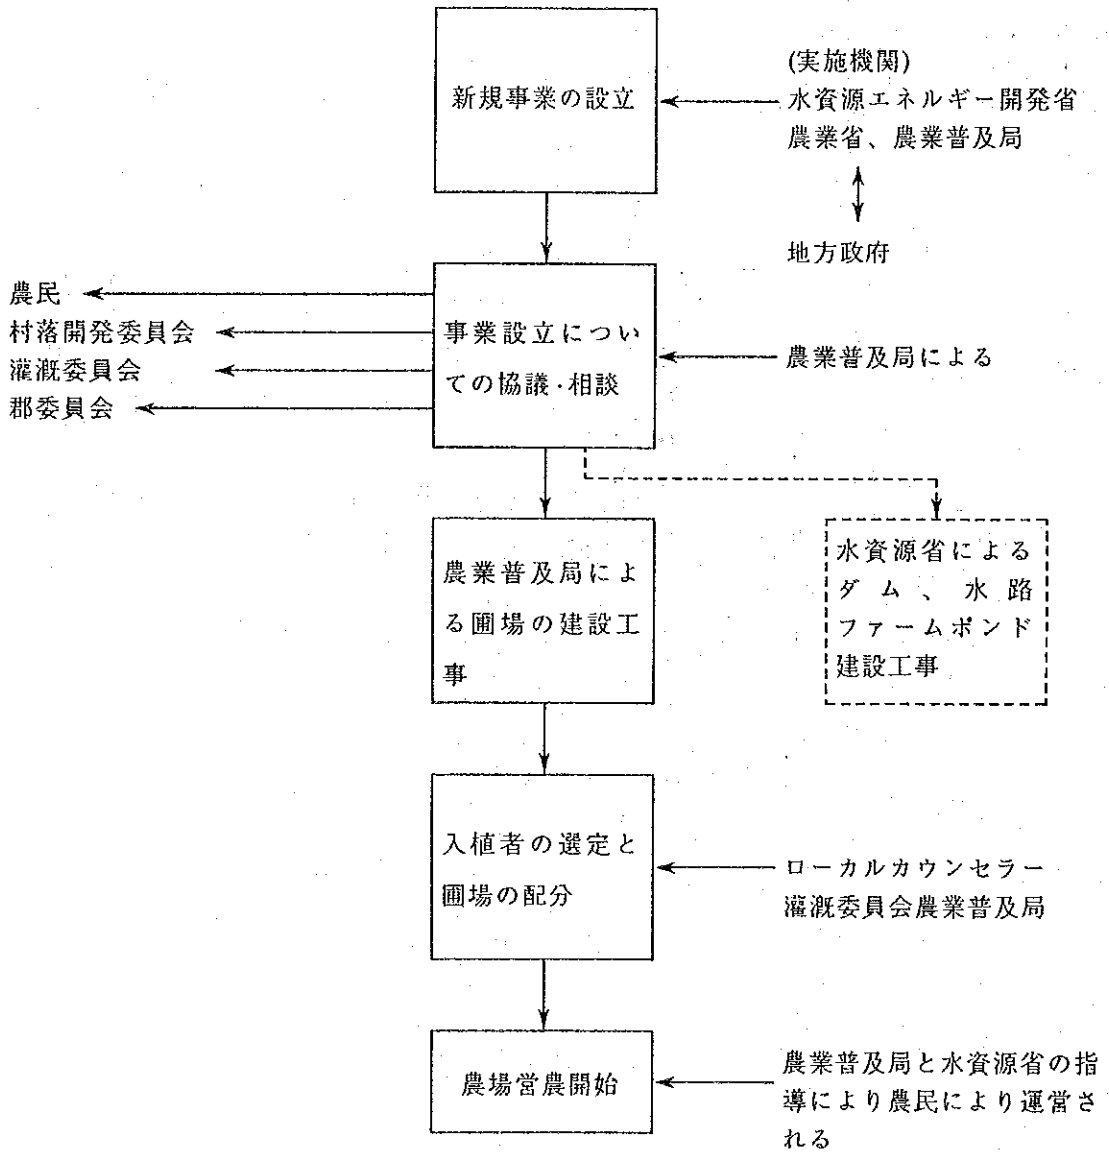 新規事業の設立
(実施機関)
水資源エネルギー開発省
農業省、農業普及局
地方政府
農民
村落開発委員会
灌漑委員会
郡委員会
事業設立につい
ての協議・相談
農業普及局による
農業普及局によ
る圃場の建設工
事
水資源省による
ダム、水路
ファームポンド
建設工事
入植者の選定と
圃場の配分
ローカルカウンセラー
灌漑委員会農業普及局
農場営農開始
農業普及局と水資源省の指
導により農民により運営さ
れる